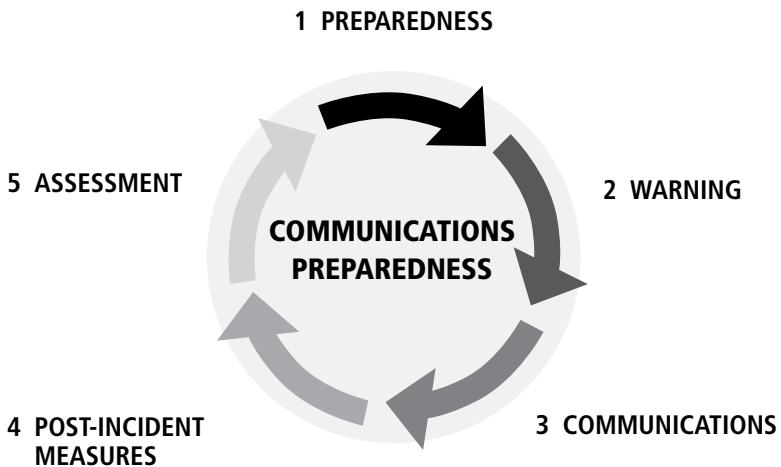 1 PREPAREDNESS
2 WARNING
3 COMMUNICATIONS
4 POST-INCIDENT
MEASURES
5 ASSESSMENT
COMMUNICATIONS
PREPAREDNESS